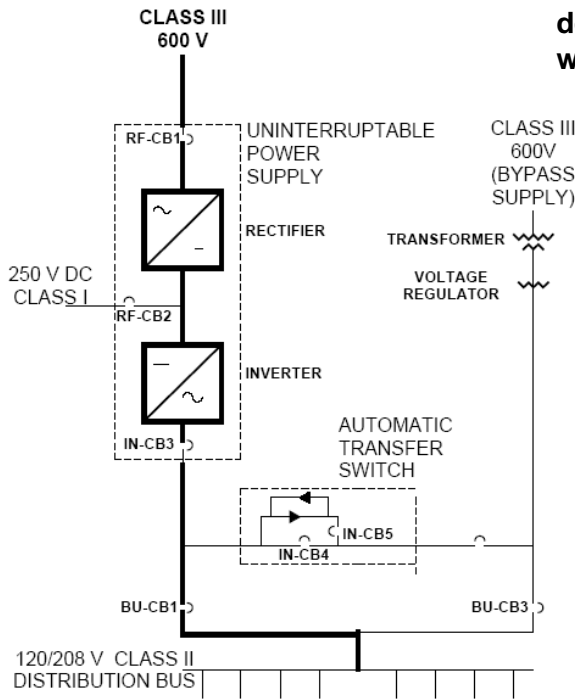 CLASS III
600 V
RF-CB1
UNINTERRUPTABLE
POWER
SUPPLY
CLASS III
600V
(BYPASS
SUPPLY)
RECTIFIER
TRANSFORMER
VOLTAGE
REGULATOR
250 V DC
CLASS I
RF-CB2
INVERTER
IN-CB3
AUTOMATIC
TRANSFER
SWITCH
IN-CB5
IN-CB4
BU-CB1
BU-CB3
120/208 V CLASS II
DISTRIBUTION BUS